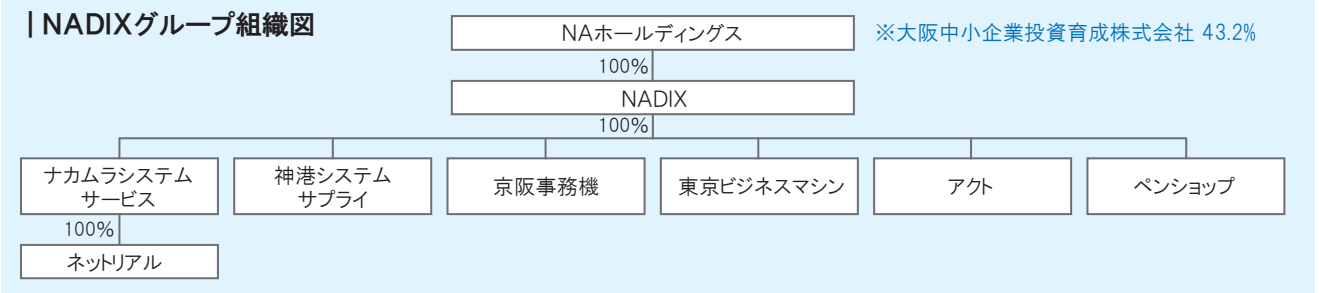 |NADIXグループ組織図
NAホールディングス
※大阪中小企業投資育成株式会社 43.2%
100%
NADIX
100%
ナカムラシステム
サービス
神港システム
サプライ
京阪事務機
東京ビジネスマシン
アクト
ペンショップ
100%
ネットリアル